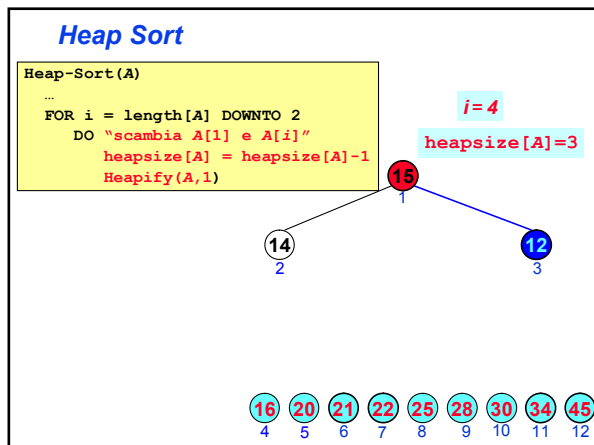 Heap Sort
Heap-Sort(A)
…
FOR i = length[A] DOWNTO 2
DO “scambia A[1] e A[i]”
heapsize[A] = heapsize[A]-1
Heapify(A,1)
i = 4
heapsize[A]=3
15
1
14
2
12
3
16 20 21 22 25 28 30 34 45
4 5 6 7 8 9 10 11 12